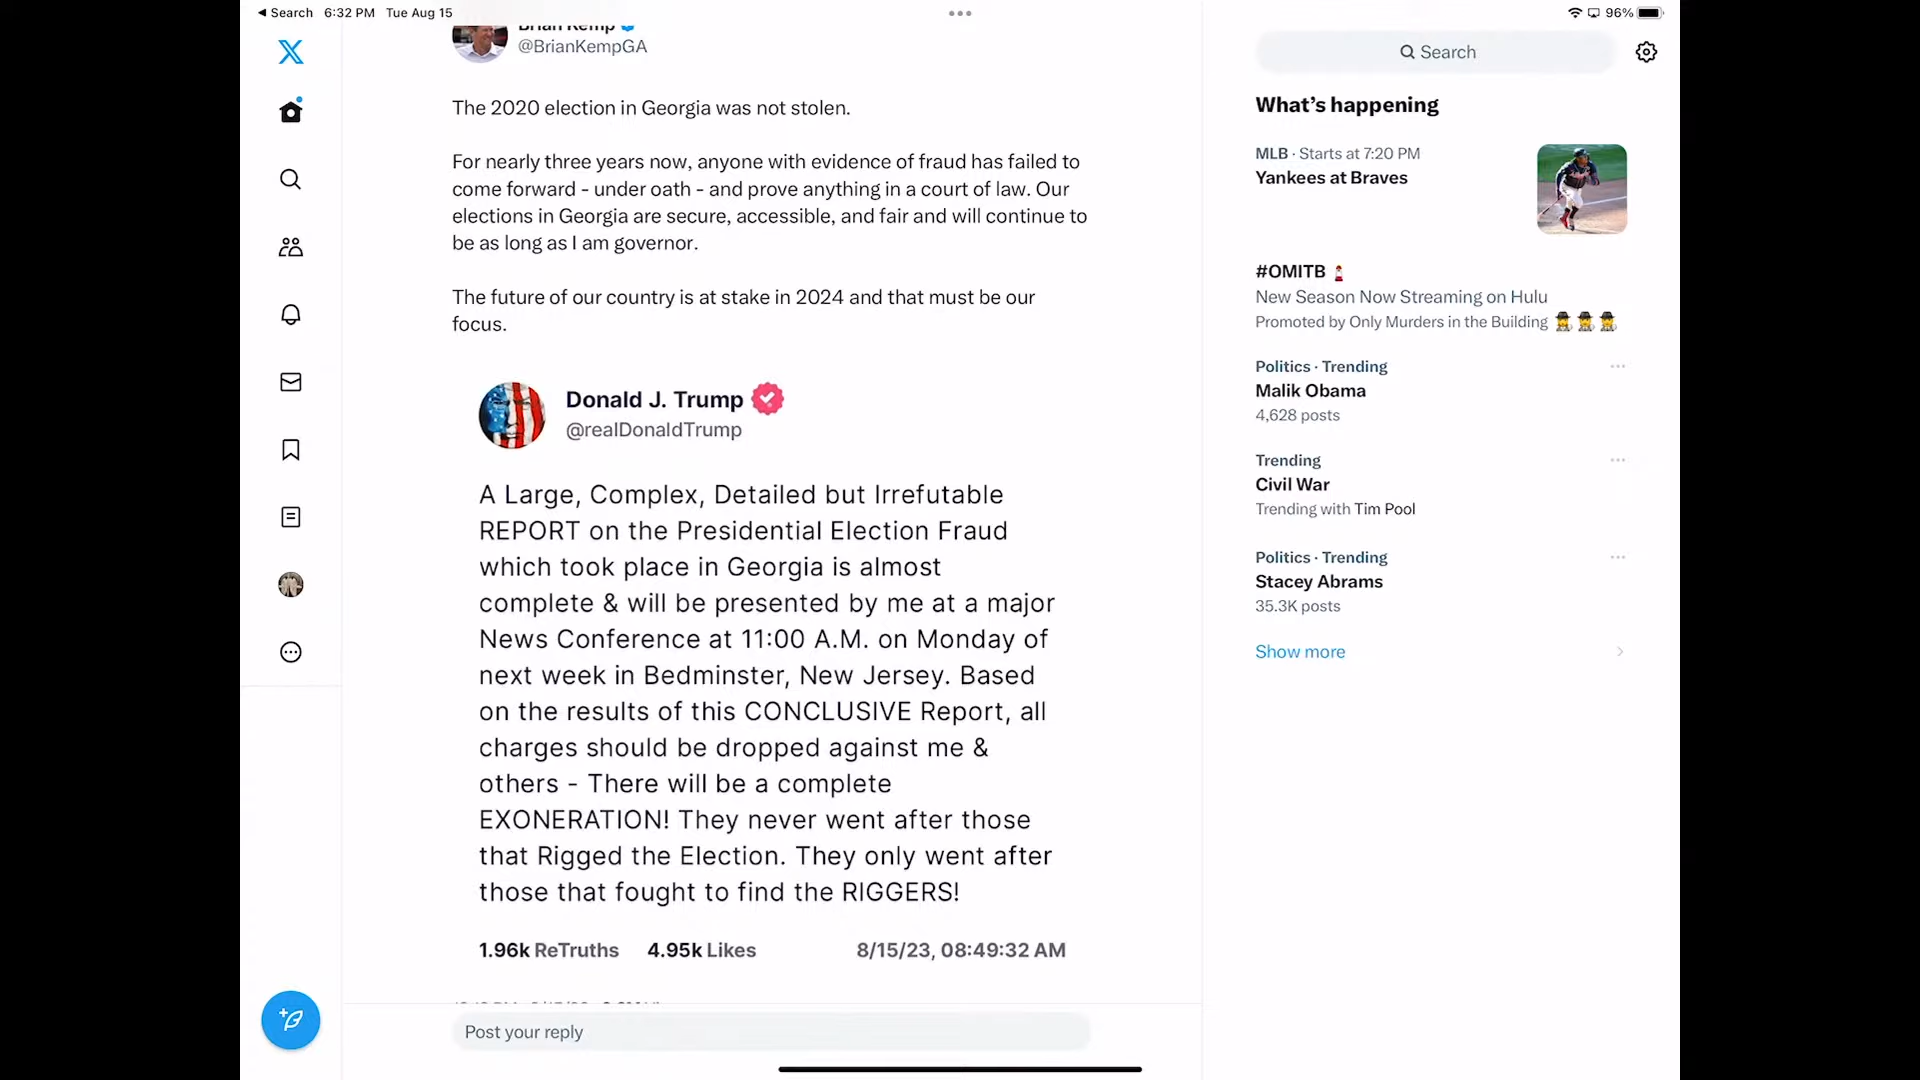 Search 6:32 PM Tue Aug 15
96%
Brian Kemp
@BrianKempGA
The 2020 election in Georgia was not stolen.
For nearly three years now, anyone with evidence of fraud has failed to
come forward - under oath - and prove anything in a court of law. Our
elections in Georgia are secure, accessible, and fair and will continue to
be as long as I am governor.
The future of our country is at stake in 2024 and that must be our
focus.
Donald J. Trump
@realDonaldTrump
A Large, Complex, Detailed but Irrefutable
REPORT on the Presidential Election Fraud
which took place in Georgia is almost
complete & will be presented by me at a major
News Conference at 11:00 A.M. on Monday of
next week in Bedminster, New Jersey. Based
on the results of this CONCLUSIVE Report, all
charges should be dropped against me &
others - There will be a complete
EXONERATION! They never went after those
that Rigged the Election. They only went after
those that fought to find the RIGGERS!
1.96k ReTruths 4.95k Likes 8/15/23, 08:49:32 AM
Post your reply
Search
What's happening
MLB · Starts at 7:20 PM
Yankees at Braves
#OMITB
New Season Now Streaming on Hulu
Promoted by Only Murders in the Building
Politics · Trending
Malik Obama
4,628 posts
Trending
Civil War
Trending with Tim Pool
Politics · Trending
Stacey Abrams
35.3K posts
Show more